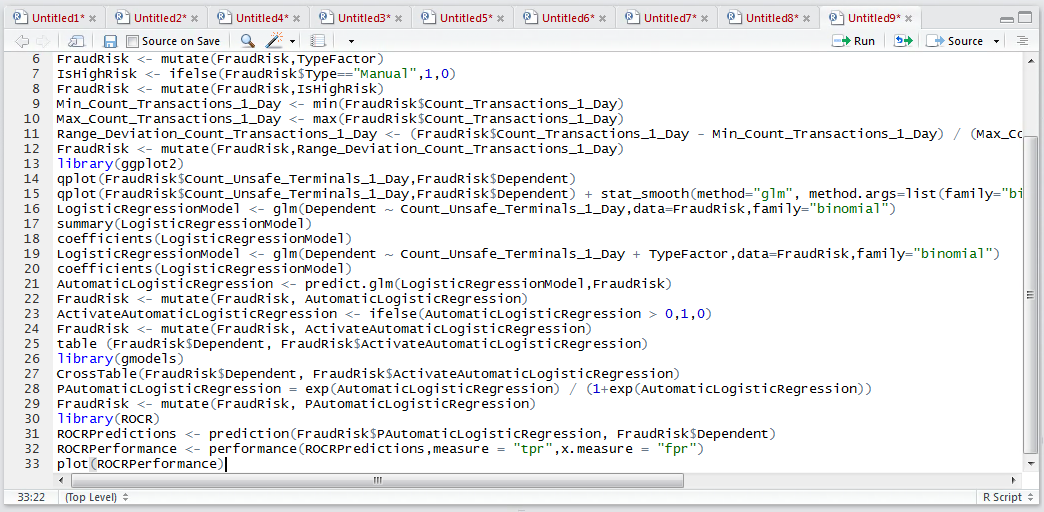 Untitled1* Untitled2* Untitled4* Untitled3* Untitled5* Untitled6* Untitled7* Untitled8* Untitled9*
Source on Save Run Source
6 FraudRisk <- mutate(FraudRisk,TypeFactor)
7 IsHighRisk <- ifelse(FraudRisk$Type=="Manual",1,0)
8 FraudRisk <- mutate(FraudRisk,IsHighRisk)
9 Min_Count_Transactions_1_Day <- min(FraudRisk$Count_Transactions_1_Day)
10 Max_Count_Transactions_1_Day <- max(FraudRisk$Count_Transactions_1_Day)
11 Range_Deviation_Count_Transactions_1_Day <- (FraudRisk$Count_Transactions_1_Day - Min_Count_Transactions_1_Day) / (Max_Co
12 FraudRisk <- mutate(FraudRisk,Range_Deviation_Count_Transactions_1_Day)
13 library(ggplot2)
14 qplot(FraudRisk$Count_Unsafe_Terminals_1_Day,FraudRisk$Dependent)
15 qplot(FraudRisk$Count_Unsafe_Terminals_1_Day,FraudRisk$Dependent) + stat_smooth(method="glm", method.args=list(family="bi
16 LogisticRegressionModel <- glm(Dependent ~ Count_Unsafe_Terminals_1_Day,data=FraudRisk,family="binomial")
17 summary(LogisticRegressionModel)
18 coefficients(LogisticRegressionModel)
19 LogisticRegressionModel <- glm(Dependent ~ Count_Unsafe_Terminals_1_Day + TypeFactor,data=FraudRisk,family="binomial")
20 coefficients(LogisticRegressionModel)
21 AutomaticLogisticRegression <- predict.glm(LogisticRegressionModel,FraudRisk)
22 FraudRisk <- mutate(FraudRisk, AutomaticLogisticRegression)
23 ActivateAutomaticLogisticRegression <- ifelse(AutomaticLogisticRegression > 0,1,0)
24 FraudRisk <- mutate(FraudRisk, ActivateAutomaticLogisticRegression)
25 table (FraudRisk$Dependent, FraudRisk$ActivateAutomaticLogisticRegression)
26 library(gmodels)
27 CrossTable(FraudRisk$Dependent, FraudRisk$ActivateAutomaticLogisticRegression)
28 PAutomaticLogisticRegression = exp(AutomaticLogisticRegression) / (1+exp(AutomaticLogisticRegression))
29 FraudRisk <- mutate(FraudRisk, PAutomaticLogisticRegression)
30 library(ROCR)
31 ROCRPredictions <- prediction(FraudRisk$PAutomaticLogisticRegression, FraudRisk$Dependent)
32 ROCRPerformance <- performance(ROCRPredictions,measure = "tpr",x.measure = "fpr")
33 plot(ROCRPerformance)
33:22 (Top Level) R Script